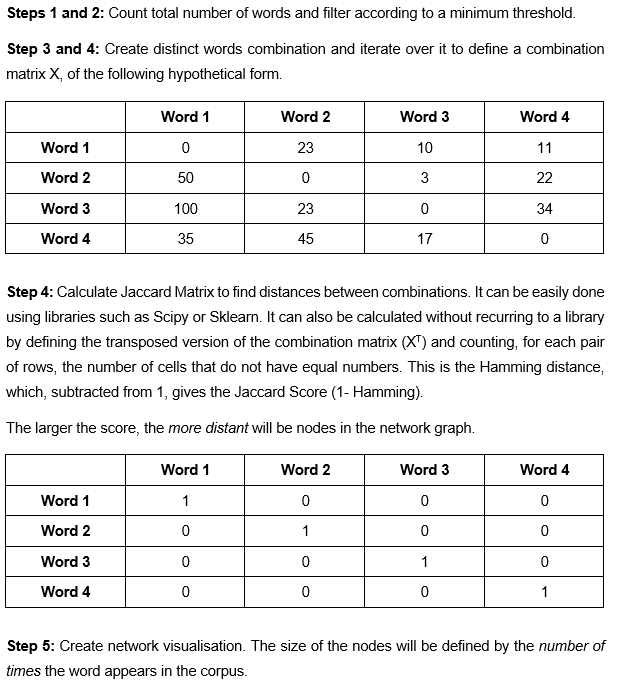 Steps 1 and 2: Count total number of words and filter according to a minimum threshold.
Step 3 and 4: Create distinct words combination and iterate over it to define a combination
matrix X, of the following hypothetical form.
Word 1 Word 2 Word 3 Word 4
Word 1 0 23 10 11
Word 2 50 0 3 22
Word 3 100 23 0 34
Word 4 35 45 17 0
Step 4: Calculate Jaccard Matrix to find distances between combinations. It can be easily done
using libraries such as Scipy or Sklearn. It can also be calculated without recurring to a library
by defining the transposed version of the combination matrix (Xᵀ) and counting, for each pair
of rows, the number of cells that do not have equal numbers. This is the Hamming distance,
which, subtracted from 1, gives the Jaccard Score (1- Hamming).
The larger the score, the more distant will be nodes in the network graph.
Word 1 Word 2 Word 3 Word 4
Word 1 1 0 0 0
Word 2 0 1 0 0
Word 3 0 0 1 0
Word 4 0 0 0 1
Step 5: Create network visualisation. The size of the nodes will be defined by the number of
times the word appears in the corpus.